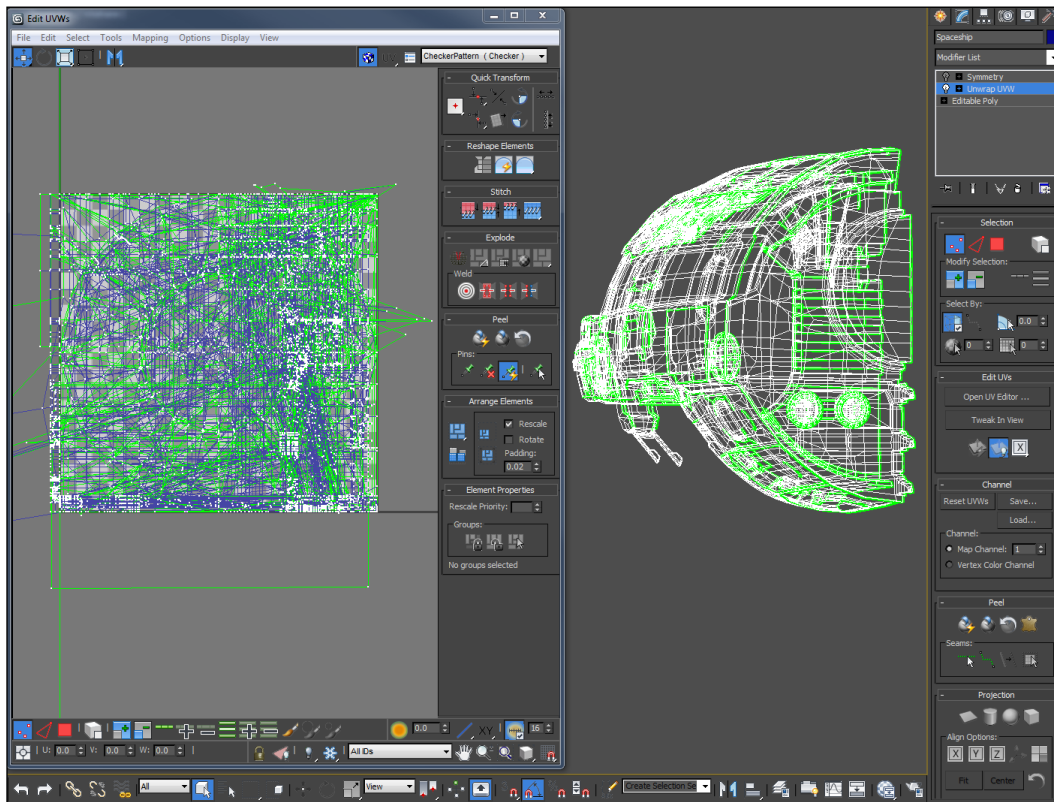 Edit UVWs
File Edit Select Tools Mapping Options Display View
CheckerPattern ( Checker )
Quick Transform
Reshape Elements
Stitch
Explode
Weld
Peel
Pins:
Arrange Elements
Rescale
Rotate
Padding:
0.02
Element Properties
Rescale Priority:
Groups:
No groups selected
0.0
XY
16
U: 0.0 V: 0.0 W: 0.0
All IDs
Spaceship
Modifier List
Symmetry
Unwrap UVW
Editable Poly
Selection
Modify Selection:
Select By:
0.0
0 0
Edit UVs
Open UV Editor ...
Tweak In View
Channel
Reset UVWs Save...
Load...
Channel:
Map Channel: 1
Vertex Color Channel
Peel
Seams:
Projection
Align Options:
X Y Z
Fit Center
All
View
Create Selection Se